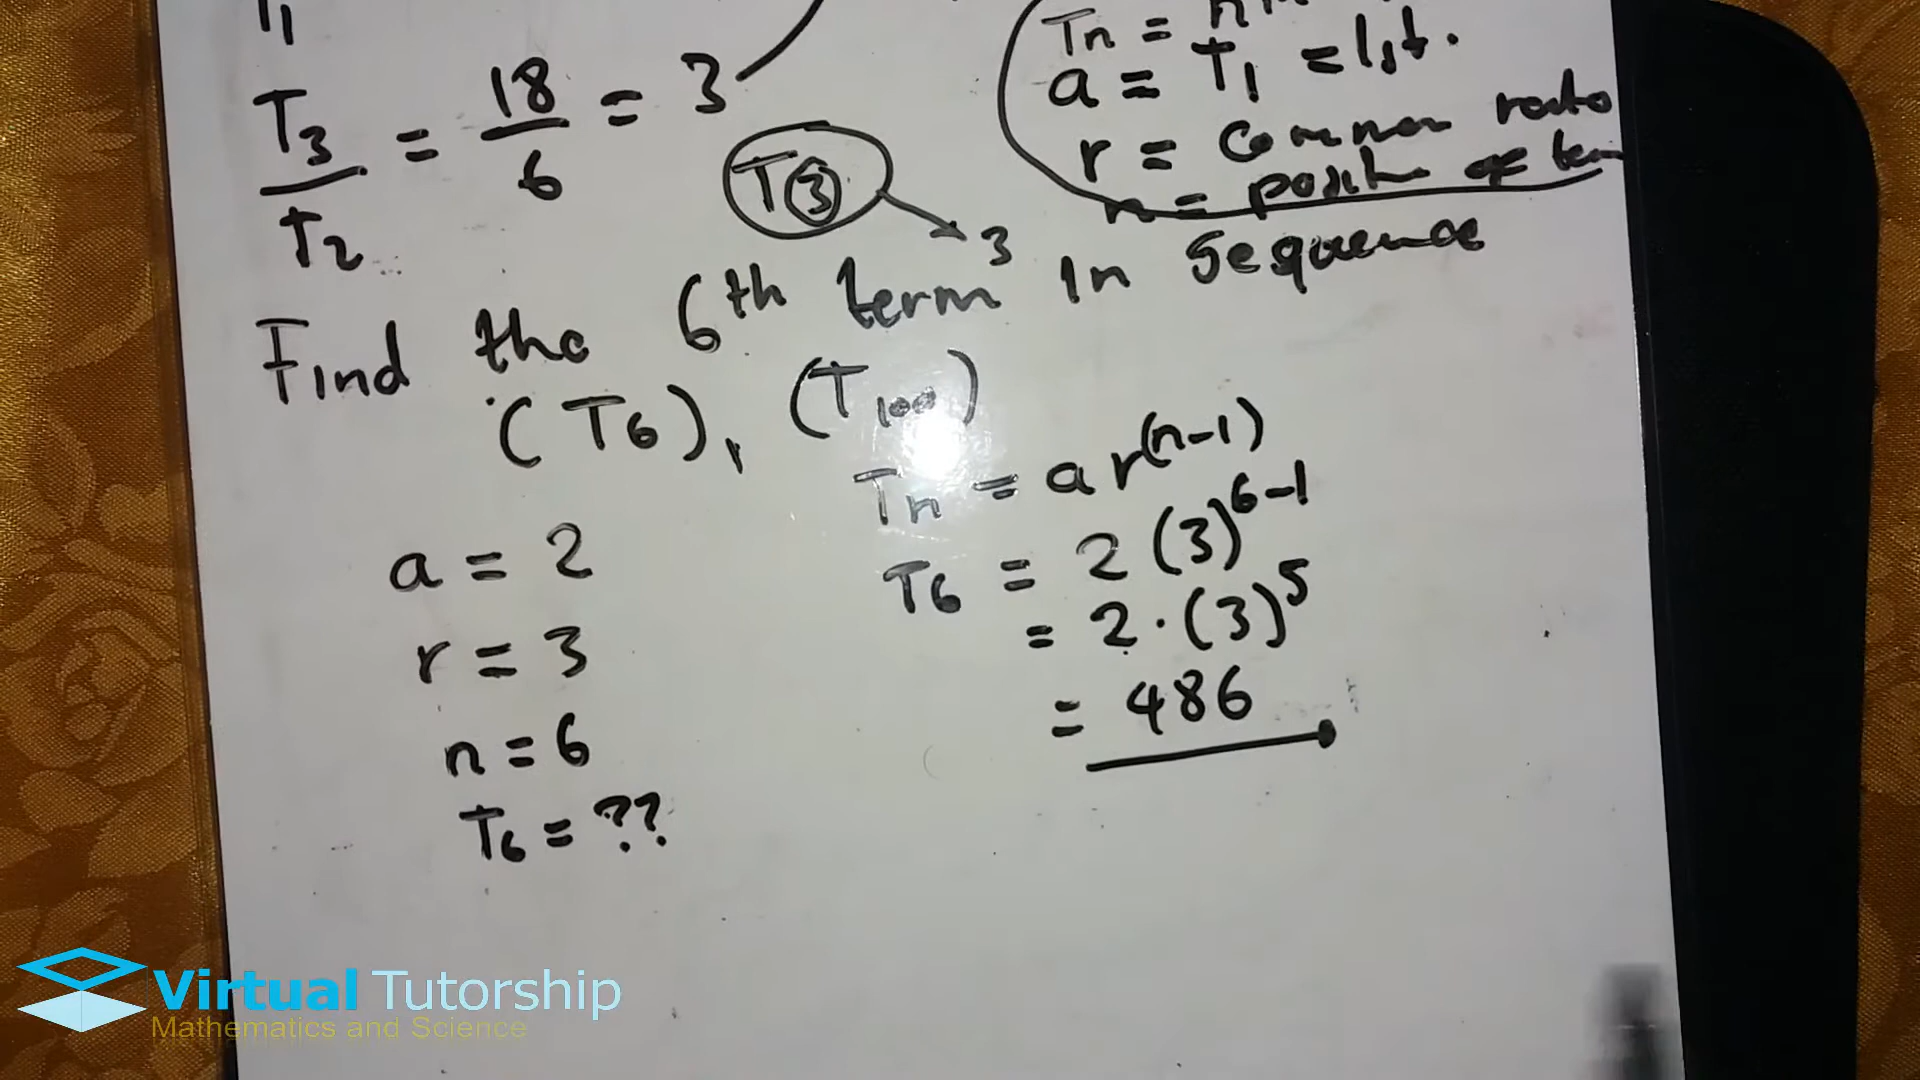 T1
T3/T2 = 18/6 = 3
Tn =
a = T1 = 1st.
r = common ratio
n = position of term
T3
3
Find the 6th term in sequence
(T6), (T100)
Tn = ar^(n-1)
a = 2
T6 = 2(3)^6-1
r = 3
= 2·(3)^5
n = 6
= 486
T6 = ??
Virtual Tutorship
Mathematics and Science